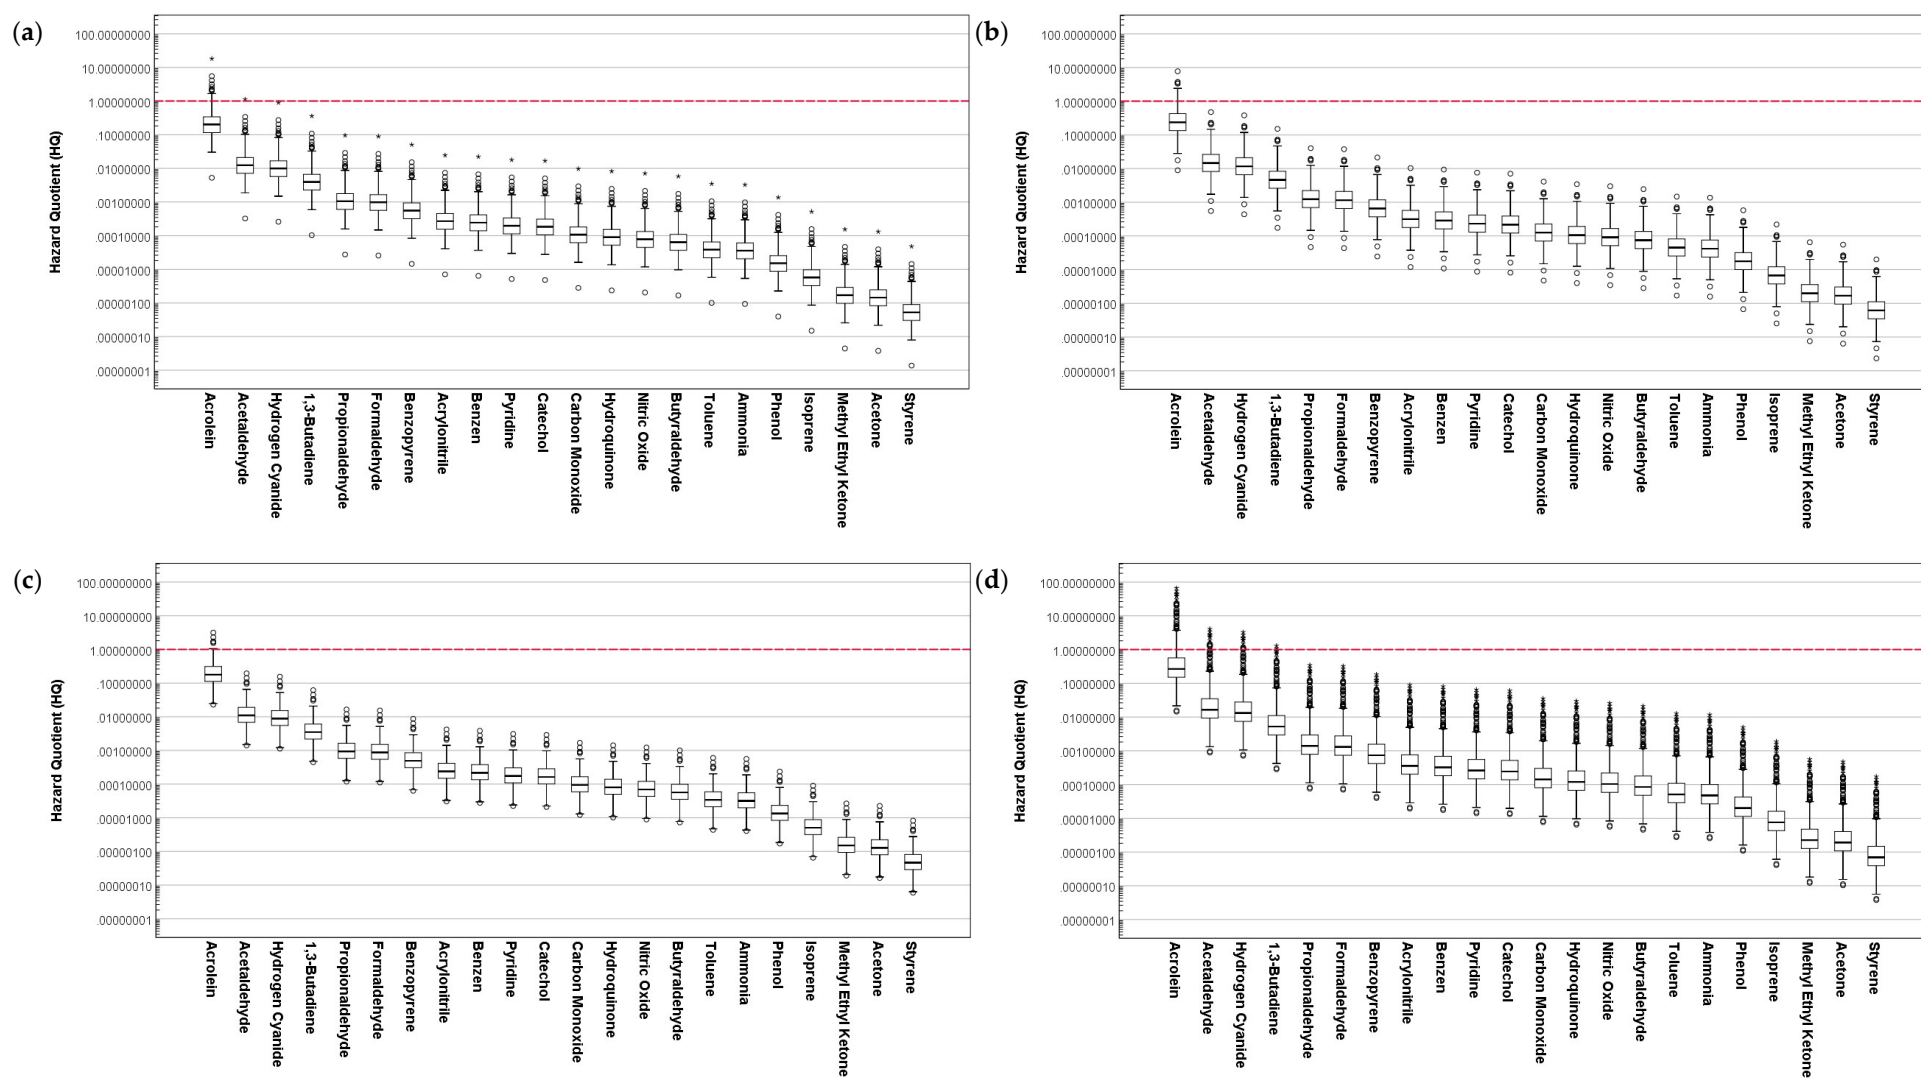 (a)
Hazard Quotient (HQ)
100.00000000
10.00000000
1.00000000
.10000000
.01000000
.00100000
.00010000
.00001000
.00000100
.00000010
.00000001
Acrolein
Acetaldehyde
Hydrogen Cyanide
1,3-Butadiene
Propionaldehyde
Formaldehyde
Benzopyrene
Acrylonitrile
Benzen
Pyridine
Catechol
Carbon Monoxide
Hydroquinone
Nitric Oxide
Butyraldehyde
Toluene
Ammonia
Phenol
Isoprene
Methyl Ethyl Ketone
Acetone
Styrene
(b)
Hazard Quotient (HQ)
100.00000000
10.00000000
1.00000000
.10000000
.01000000
.00100000
.00010000
.00001000
.00000100
.00000010
.00000001
Acrolein
Acetaldehyde
Hydrogen Cyanide
1,3-Butadiene
Propionaldehyde
Formaldehyde
Benzopyrene
Acrylonitrile
Benzen
Pyridine
Catechol
Carbon Monoxide
Hydroquinone
Nitric Oxide
Butyraldehyde
Toluene
Ammonia
Phenol
Isoprene
Methyl Ethyl Ketone
Acetone
Styrene
(c)
Hazard Quotient (HQ)
100.00000000
10.00000000
1.00000000
.10000000
.01000000
.00100000
.00010000
.00001000
.00000100
.00000010
.00000001
Acrolein
Acetaldehyde
Hydrogen Cyanide
1,3-Butadiene
Propionaldehyde
Formaldehyde
Benzopyrene
Acrylonitrile
Benzen
Pyridine
Catechol
Carbon Monoxide
Hydroquinone
Nitric Oxide
Butyraldehyde
Toluene
Ammonia
Phenol
Isoprene
Methyl Ethyl Ketone
Acetone
Styrene
(d)
Hazard Quotient (HQ)
100.00000000
10.00000000
1.00000000
.10000000
.01000000
.00100000
.00010000
.00001000
.00000100
.00000010
.00000001
Acrolein
Acetaldehyde
Hydrogen Cyanide
1,3-Butadiene
Propionaldehyde
Formaldehyde
Benzopyrene
Acrylonitrile
Benzen
Pyridine
Catechol
Carbon Monoxide
Hydroquinone
Nitric Oxide
Butyraldehyde
Toluene
Ammonia
Phenol
Isoprene
Methyl Ethyl Ketone
Acetone
Styrene